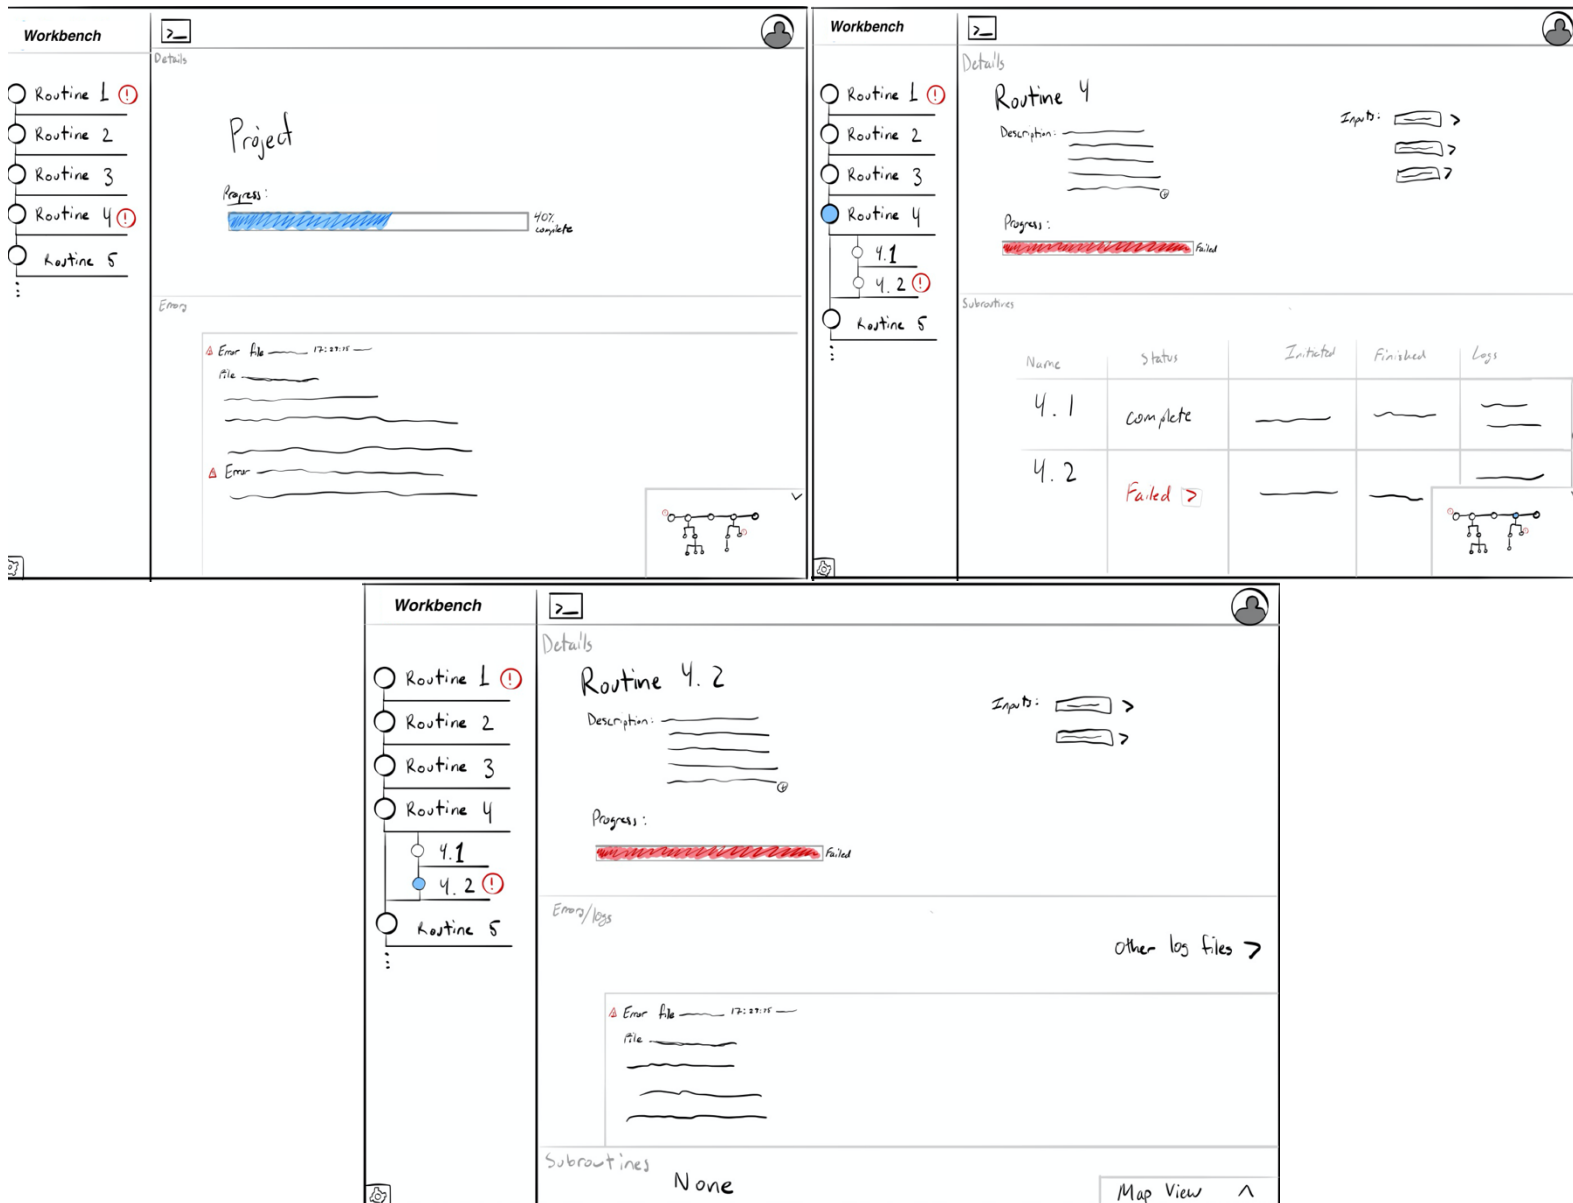 Workbench
>_
Details
Routine 1 !
Routine 2
Routine 3
Routine 4 !
Routine 5
Project
Progress:
40%
complete
Errors
Error file 17:29:15
File
Error
Workbench
>_
Details
Routine 1 !
Routine 2
Routine 3
Routine 4
4.1
4.2 !
Routine 5
Routine 4
Description:
Inputs: >
>
>
Progress:
Failed
Subroutines
Name Status Initiated Finished Logs
4.1 complete
4.2 Failed >
Workbench
>_
Details
Routine 1 !
Routine 2
Routine 3
Routine 4
4.1
4.2 !
Routine 5
Routine 4.2
Description:
Inputs: >
>
Progress:
Failed
Errors/logs
Other log files >
Error file 17:29:15
File
Subroutines
None
Map View ^